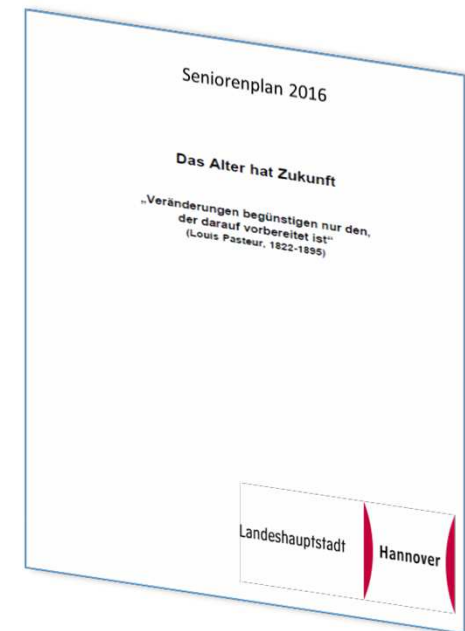 Seniorenplan 2016
Das Alter hat Zukunft
„Veränderungen begünstigen nur den,
der darauf vorbereitet ist“
(Louis Pasteur, 1822-1895)
Landeshauptstadt
Hannover